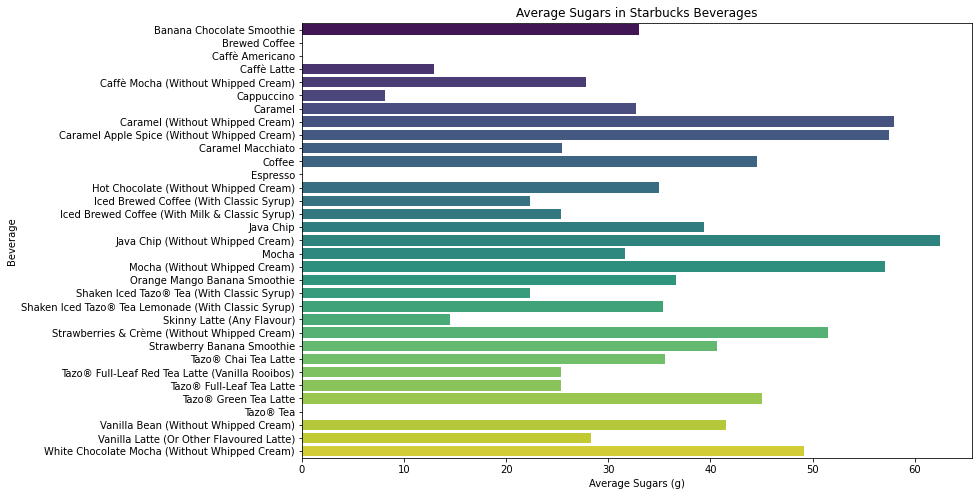 Average Sugars in Starbucks Beverages
Beverage
Banana Chocolate Smoothie
Brewed Coffee
Caffè Americano
Caffè Latte
Caffè Mocha (Without Whipped Cream)
Cappuccino
Caramel
Caramel (Without Whipped Cream)
Caramel Apple Spice (Without Whipped Cream)
Caramel Macchiato
Coffee
Espresso
Hot Chocolate (Without Whipped Cream)
Iced Brewed Coffee (With Classic Syrup)
Iced Brewed Coffee (With Milk & Classic Syrup)
Java Chip
Java Chip (Without Whipped Cream)
Mocha
Mocha (Without Whipped Cream)
Orange Mango Banana Smoothie
Shaken Iced Tazo® Tea (With Classic Syrup)
Shaken Iced Tazo® Tea Lemonade (With Classic Syrup)
Skinny Latte (Any Flavour)
Strawberries & Crème (Without Whipped Cream)
Strawberry Banana Smoothie
Tazo® Chai Tea Latte
Tazo® Full-Leaf Red Tea Latte (Vanilla Rooibos)
Tazo® Full-Leaf Tea Latte
Tazo® Green Tea Latte
Tazo® Tea
Vanilla Bean (Without Whipped Cream)
Vanilla Latte (Or Other Flavoured Latte)
White Chocolate Mocha (Without Whipped Cream)
0 10 20 30 40 50 60
Average Sugars (g)